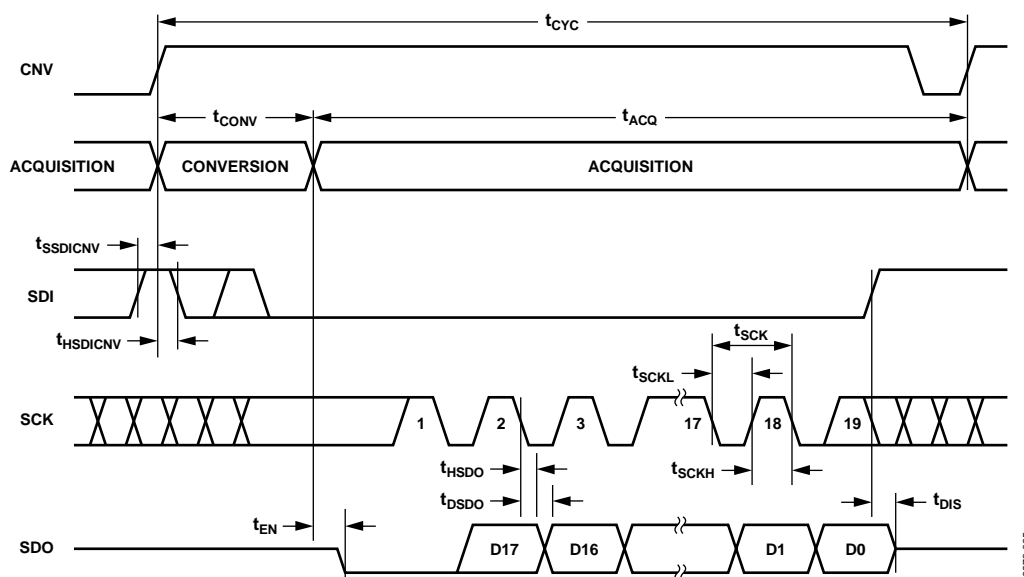 tCYC
CNV
tCONV
tACQ
ACQUISITION
CONVERSION
ACQUISITION
tSSDICNV
SDI
tHSDICNV
tSCK
tSCKL
SCK
1
2
3
17
18
19
tHSDO
tSCKH
tDSDO
tDIS
tEN
SDO
D17
D16
D1
D0